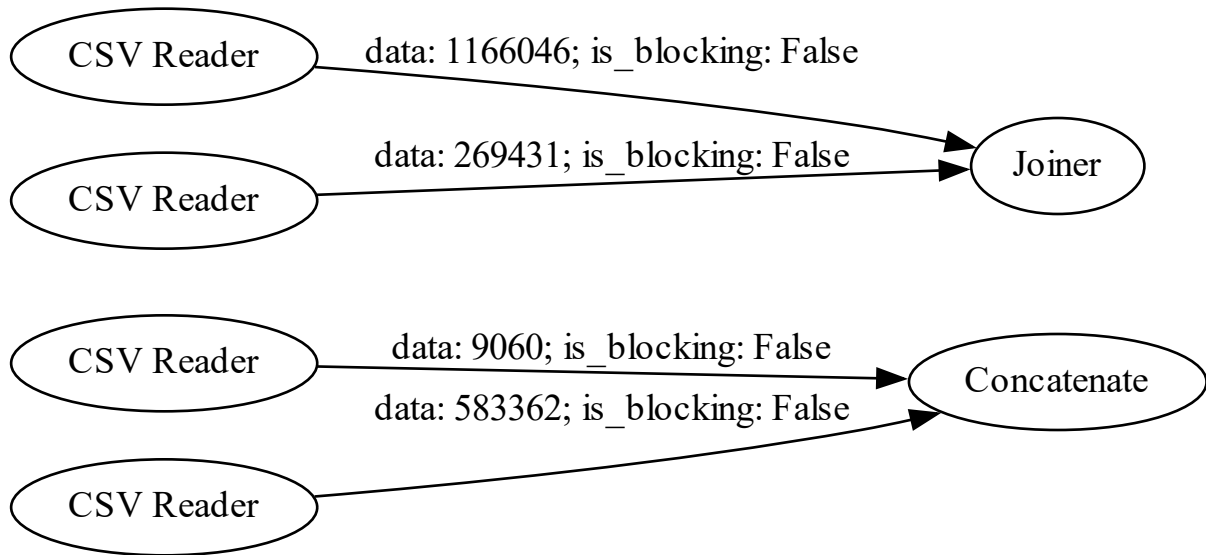 CSV Reader
data: 1166046; is_blocking: False
CSV Reader
data: 269431; is_blocking: False
Joiner
CSV Reader
data: 9060; is_blocking: False
Concatenate
data: 583362; is_blocking: False
CSV Reader